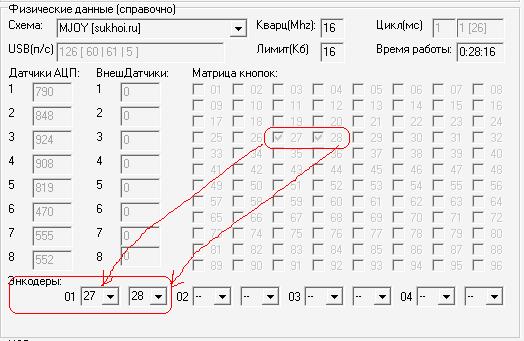 Физические данные (справочно)
Схема: MJOY [sukhoi.ru] Кварц(Mhz): 16 Цикл(мс) 1 [26]
USB(п/с) 126 [ 60 | 61 | 5 ] Лимит(Кб) 16 Время работы: 0:28:16
Датчики АЦП: ВнешДатчики: Матрица кнопок:
1 790 1 0
2 848 2 0
3 924 3 0
4 908 4 0
5 819 5 0
6 470 6 0
7 555 7 0
8 552 8 0
01 02 03 04 05 06 07 08
09 10 11 12 13 14 15 16
17 18 19 20 21 22 23 24
25 26 27 28 29 30 31 32
33 34 35 36 37 38 39 40
41 42 43 44 45 46 47 48
49 50 51 52 53 54 55 56
57 58 59 60 61 62 63 64
65 66 67 68 69 70 71 72
73 74 75 76 77 78 79 80
81 82 83 84 85 86 87 88
89 90 91 92 93 94 95 96
Энкодеры:
01 27 28 02 -- -- 03 -- -- 04 -- --